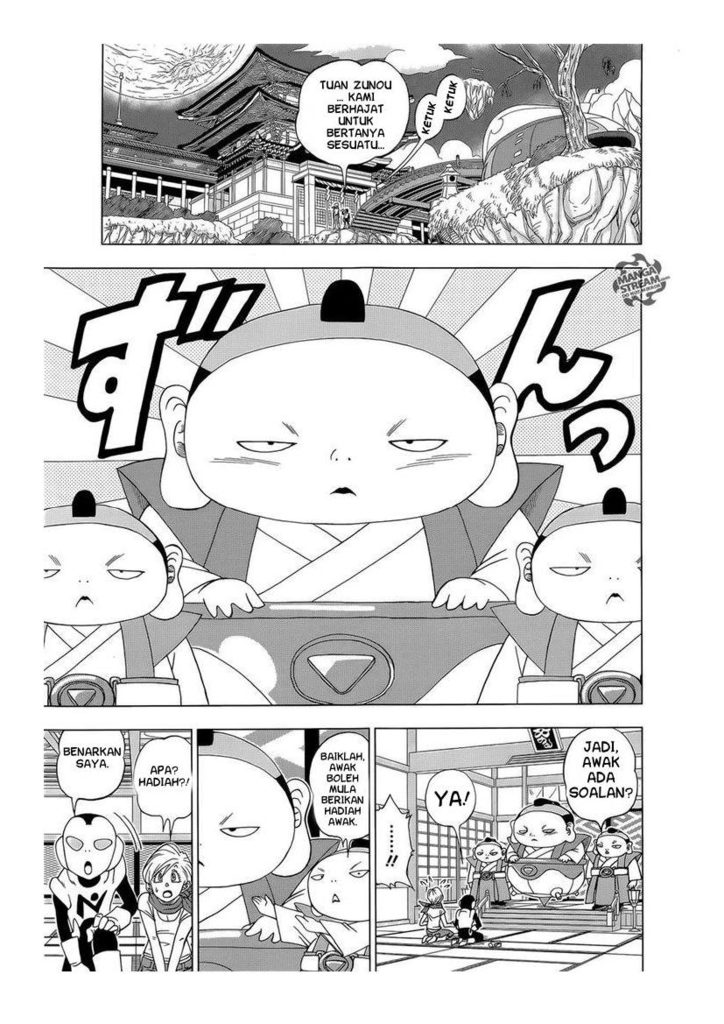 KETUK
KETUK
TUAN ZUNOU
... KAMI
BERHAJAT
UNTUK
BERTANYA
SESUATU...
MANGA
STREAM
ずんっ
JADI,
AWAK
ADA
SOALAN?
YA!
......!!
BAIKLAH,
AWAK
BOLEH
MULA
BERIKAN
HADIAH
AWAK.
APA?
HADIAH?!
BENARKAN
SAYA.